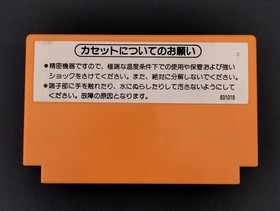 カセットについてのお願い
●精密機器ですので、極端な温度条件下での使用や保管および強い
ショックをさけてください。また、絶対に分解しないでください。
●端子部に手を触れたり、水にぬらしたりして汚さないようにして
ください。故障の原因となります。
831018